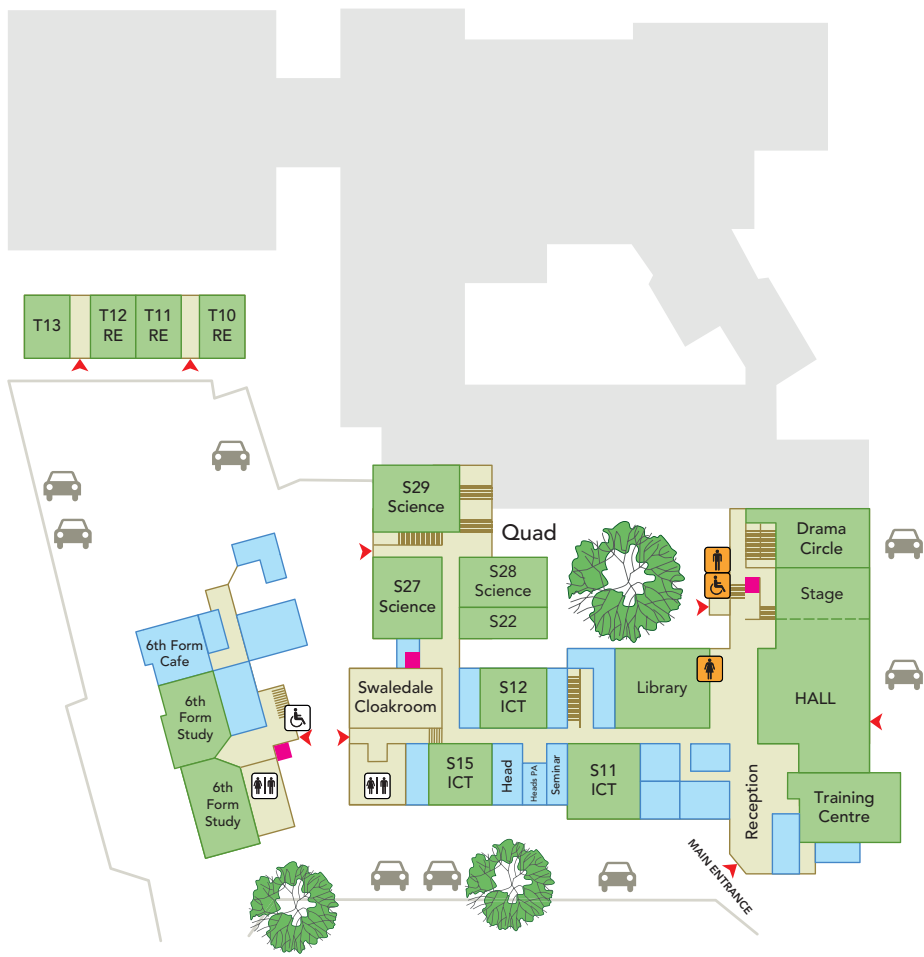 T13
T12
RE
T11
RE
T10
RE
S29
Science
Quad
Drama
Circle
S27
Science
S28
Science
Stage
S22
6th Form
Cafe
Swaledale
Cloakroom
S12
ICT
Library
HALL
6th
Form
Study
6th
Form
Study
S15
ICT
Head
Heads PA
Seminar
S11
ICT
Reception
Training
Centre
MAIN ENTRANCE